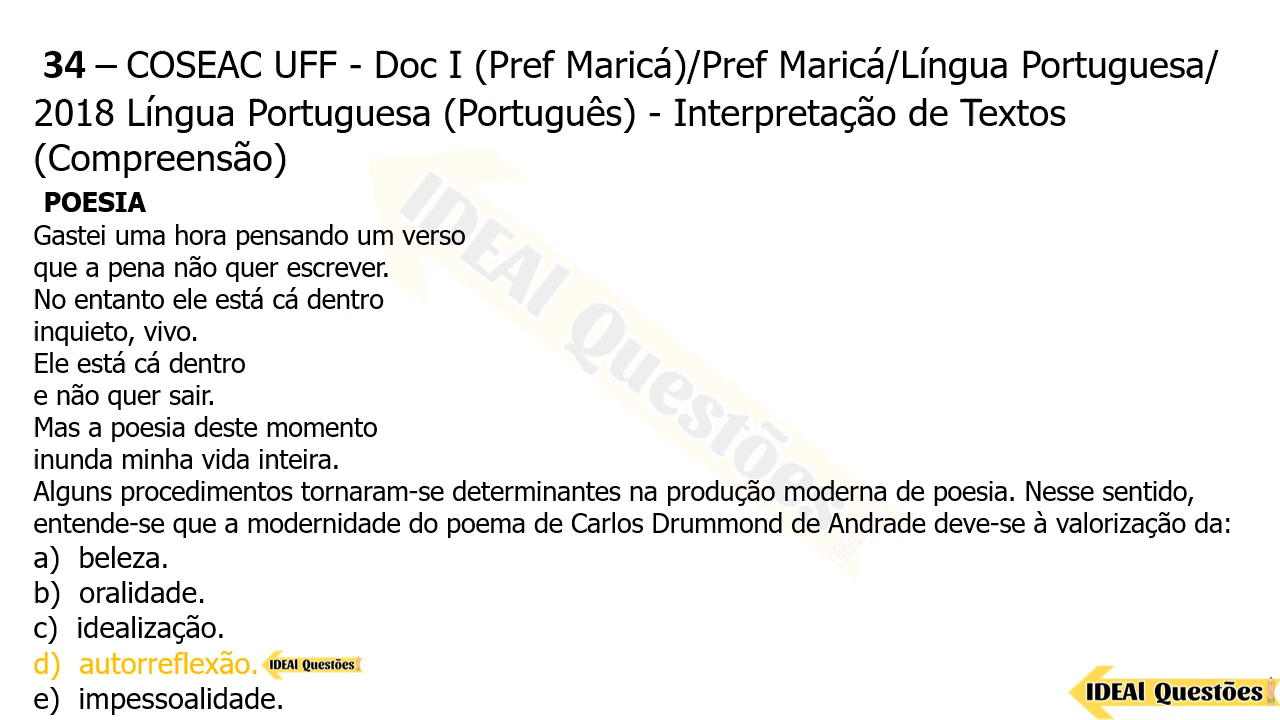 34 – COSEAC UFF - Doc I (Pref Maricá)/Pref Maricá/Língua Portuguesa/
2018 Língua Portuguesa (Português) - Interpretação de Textos
(Compreensão)
POESIA
Gastei uma hora pensando um verso
que a pena não quer escrever.
No entanto ele está cá dentro
inquieto, vivo.
Ele está cá dentro
e não quer sair.
Mas a poesia deste momento
inunda minha vida inteira.
Alguns procedimentos tornaram-se determinantes na produção moderna de poesia. Nesse sentido,
entende-se que a modernidade do poema de Carlos Drummond de Andrade deve-se à valorização da:
a) beleza.
b) oralidade.
c) idealização.
d) autorreflexão. IDEAl Questões
e) impessoalidade.
IDEAl Questões
IDEAl Questões